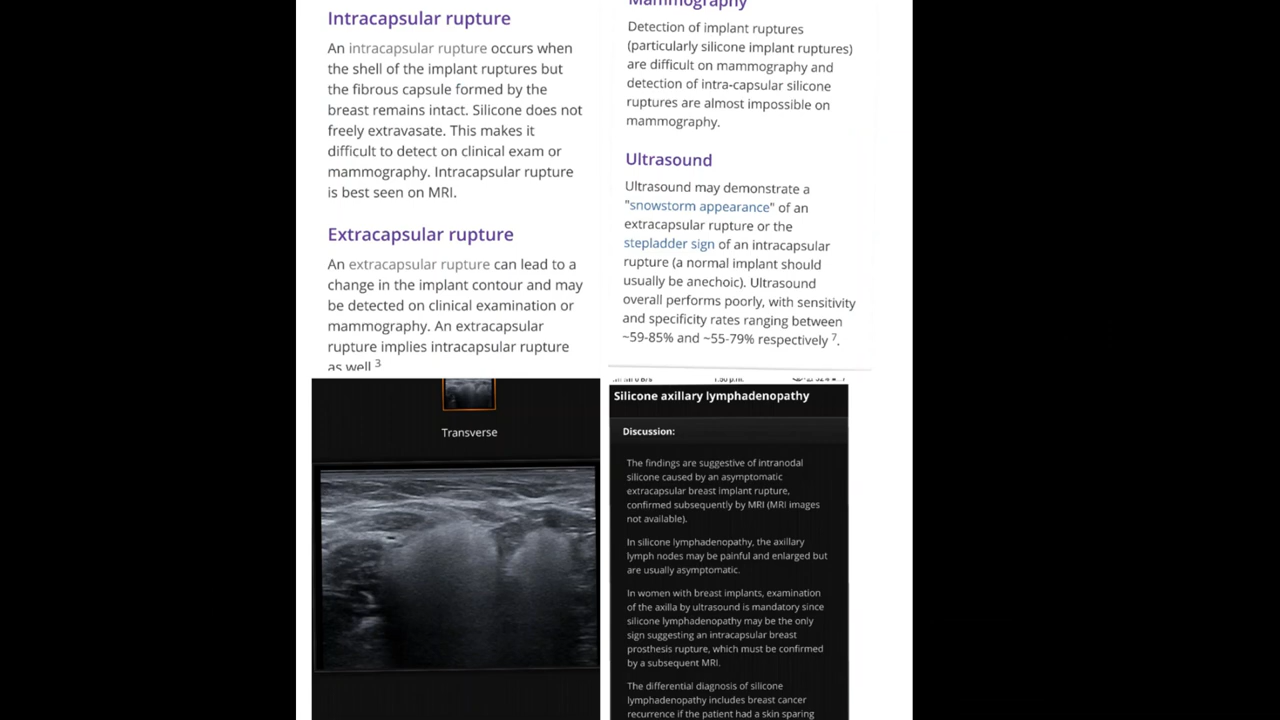 Intracapsular rupture
An intracapsular rupture occurs when
the shell of the implant ruptures but
the fibrous capsule formed by the
breast remains intact. Silicone does not
freely extravasate. This makes it
difficult to detect on clinical exam or
mammography. Intracapsular rupture
is best seen on MRI.
Extracapsular rupture
An extracapsular rupture can lead to a
change in the implant contour and may
be detected on clinical examination or
mammography. An extracapsular
rupture implies intracapsular rupture
as well 3
Mammography
Detection of implant ruptures
(particularly silicone implant ruptures)
are difficult on mammography and
detection of intra-capsular silicone
ruptures are almost impossible on
mammography.
Ultrasound
Ultrasound may demonstrate a
"snowstorm appearance" of an
extracapsular rupture or the
stepladder sign of an intracapsular
rupture (a normal implant should
usually be anechoic). Ultrasound
overall performs poorly, with sensitivity
and specificity rates ranging between
~59-85% and ~55-79% respectively 7.
Transverse
Silicone axillary lymphadenopathy
Discussion:
The findings are suggestive of intranodal
silicone caused by an asymptomatic
extracapsular breast implant rupture,
confirmed subsequently by MRI (MRI images
not available).
In silicone lymphadenopathy, the axillary
lymph nodes may be painful and enlarged but
are usually asymptomatic.
In women with breast implants, examination
of the axilla by ultrasound is mandatory since
silicone lymphadenopathy may be the only
sign suggesting an intracapsular breast
prosthesis rupture, which must be confirmed
by a subsequent MRI.
The differential diagnosis of silicone
lymphadenopathy includes breast cancer
recurrence if the patient had a skin sparing